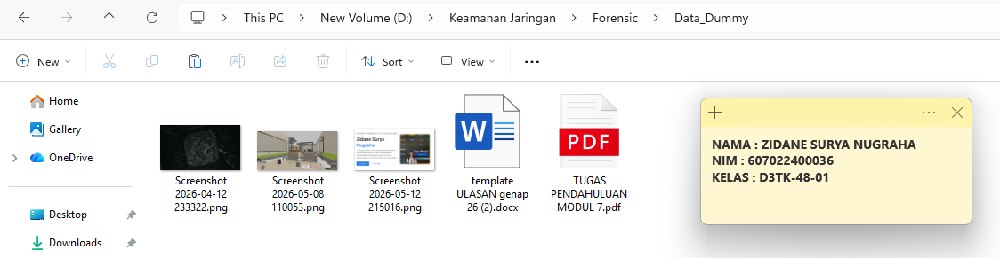 This PC > New Volume (D:) > Keamanan Jaringan > Forensic > Data_Dummy
New
Sort
View
Home
Gallery
OneDrive
Desktop
Downloads
Screenshot
2026-04-12
233322.png
Screenshot
2026-05-08
110053.png
Zidane Surya
Nugraha
Screenshot
2026-05-12
215016.png
W
template
ULASAN genap
26 (2).docx
PDF
TUGAS
PENDAHULUAN
MODUL 7.pdf
NAMA : ZIDANE SURYA NUGRAHA
NIM : 607022400036
KELAS : D3TK-48-01